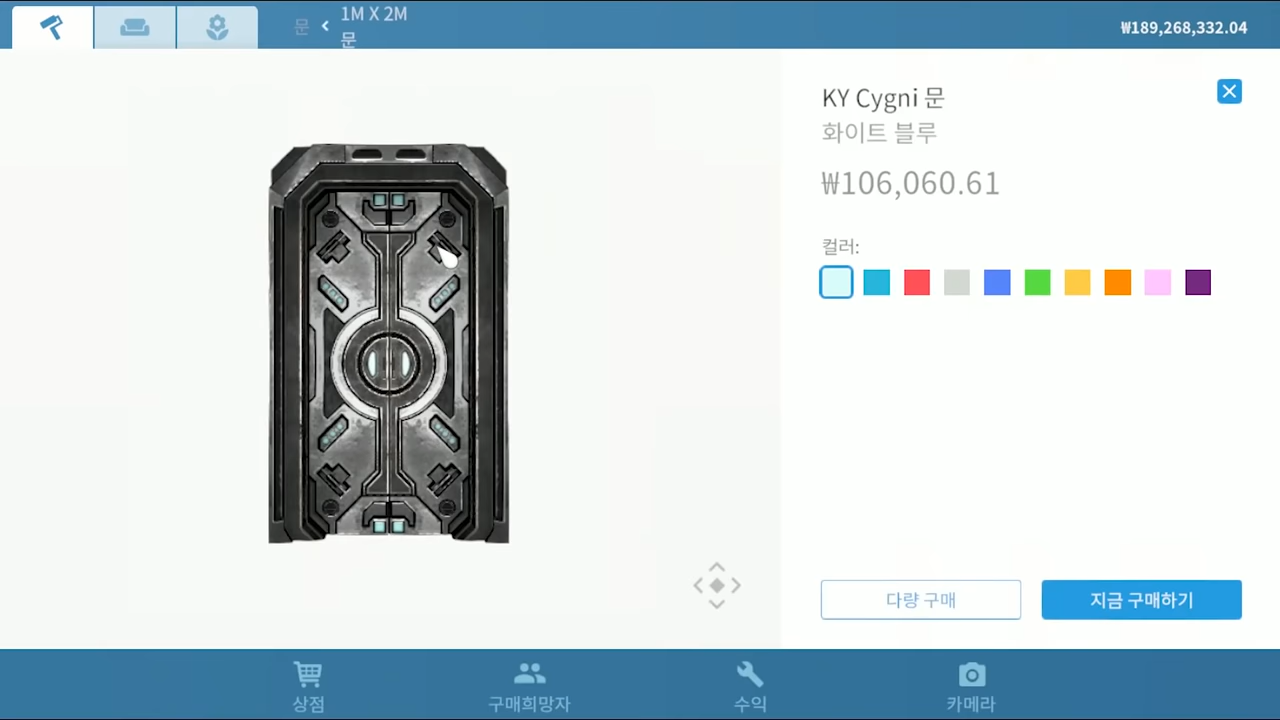 문
1M X 2M
문
₩189,268,332.04
KY Cygni 문
화이트 블루
₩106,060.61
컬러:
다량 구매
지금 구매하기
상점
구매희망자
수익
카메라